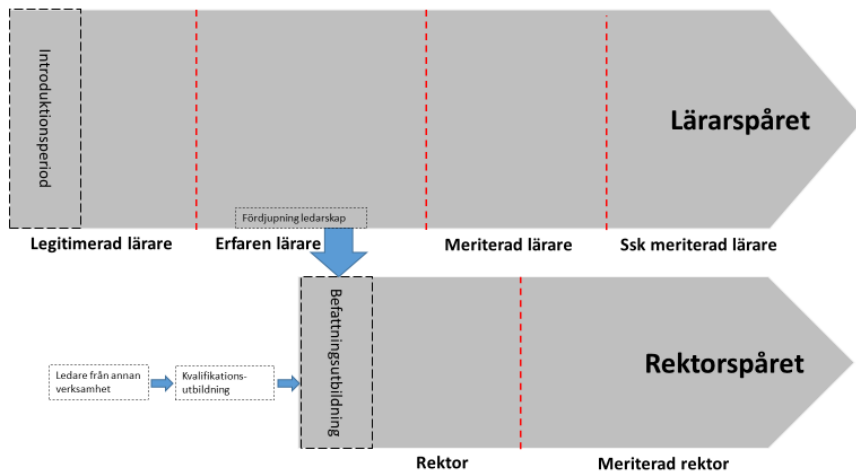 Introduktionsperiod
Lärarspåret
Fördjupning ledarskap
Legitimerad lärare
Erfaren lärare
Meriterad lärare
Ssk meriterad lärare
Befattningsutbildning
Ledare från annan
verksamhet
Kvalifikations-
utbildning
Rektorspåret
Rektor
Meriterad rektor